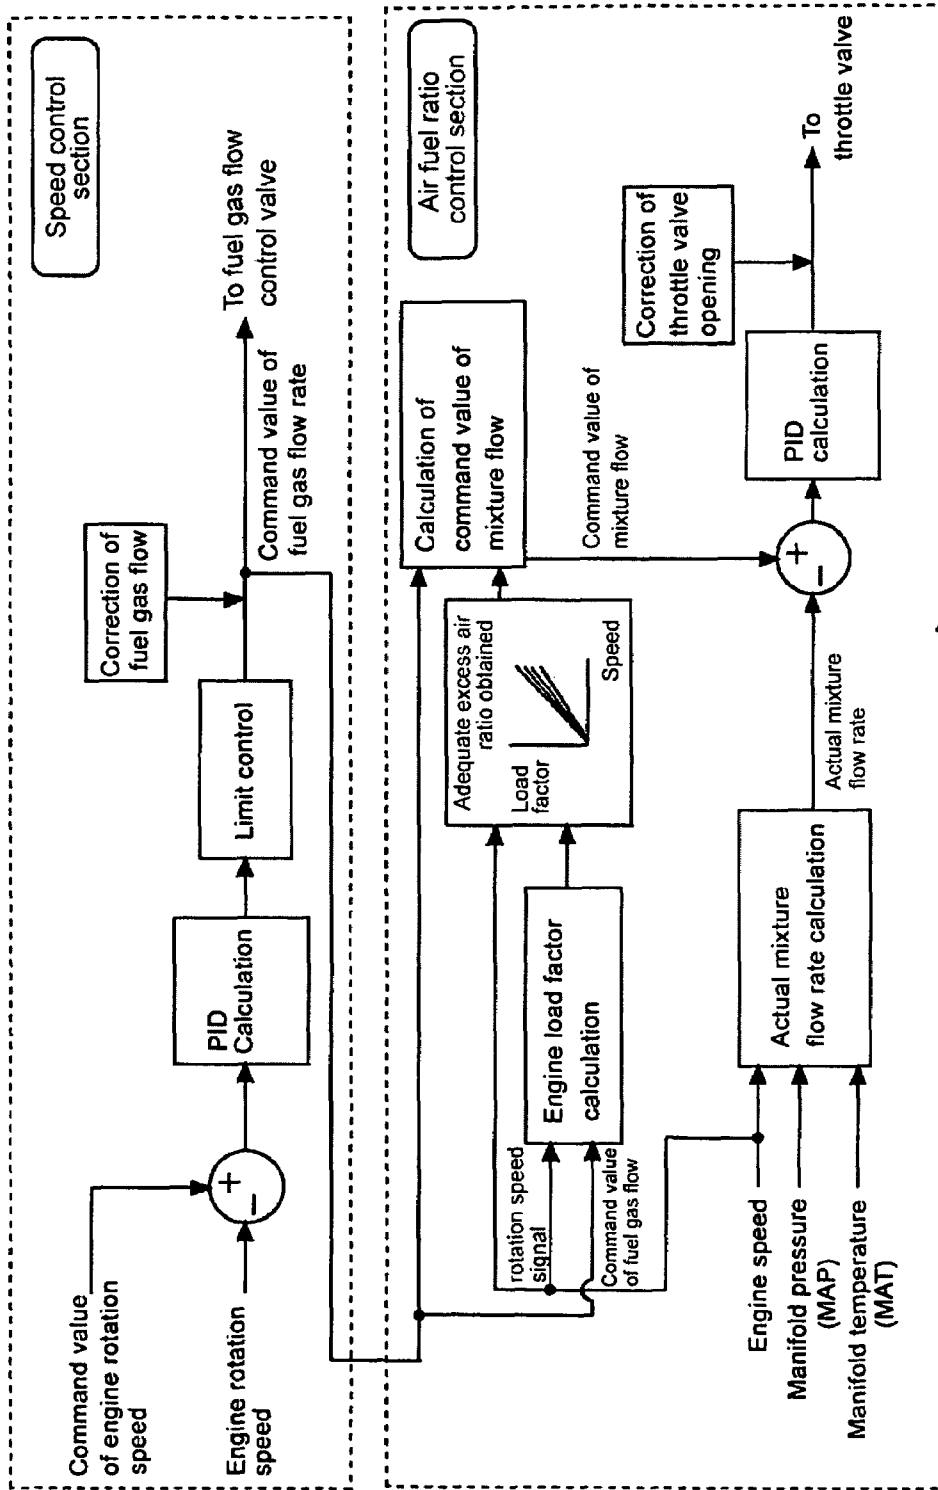 Speed control
section
Command value
of engine rotation
speed
Engine rotation
speed
+
−
PID
Calculation
Limit control
Correction of
fuel gas flow
Command value of
fuel gas flow rate
To fuel gas flow
control valve
Air fuel ratio
control section
rotation speed
signal
Command value
of fuel gas flow
Engine load factor
calculation
Adequate excess air
ratio obtained
Load
factor
Speed
Calculation of
command value of
mixture flow
Command value of
mixture flow
Engine speed
Manifold pressure
(MAP)
Manifold temperature
(MAT)
Actual mixture
flow rate calculation
Actual mixture
flow rate
+
−
PID
calculation
Correction of
throttle valve
opening
To
throttle valve